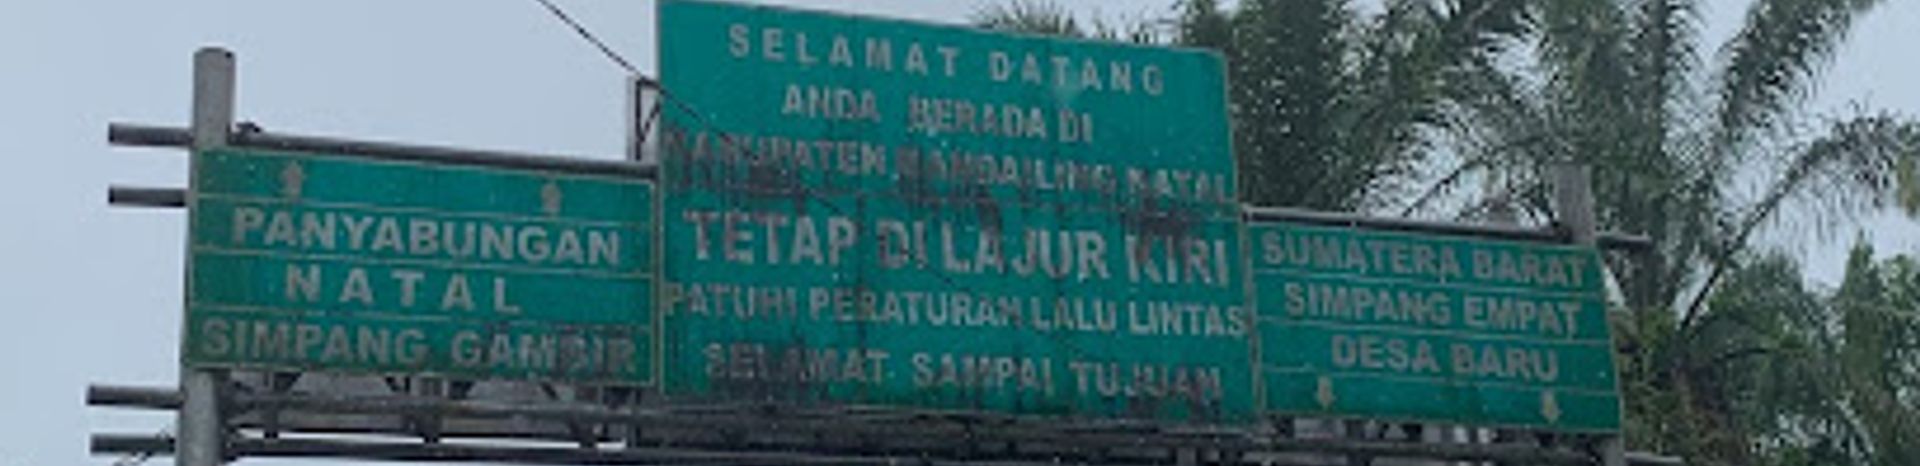 PANYABUNGAN
NATAL
SIMPANG GAMBIR
SELAMAT DATANG
ANDA BERADA DI
KABUPATEN MANDAILING NATAL
TETAP DI LAJUR KIRI
PATUHI PERATURAN LALU LINTAS
SELAMAT SAMPAI TUJUAN
SUMATERA BARAT
SIMPANG EMPAT
DESA BARU